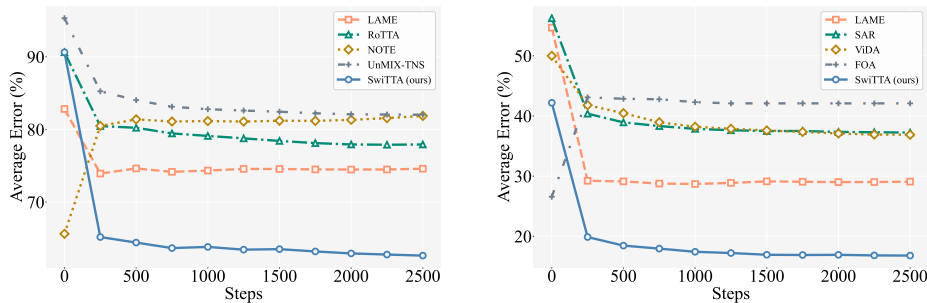 LAME
RoTTA
NOTE
UnMIX-TNS
SwiTTA (ours)
90
80
70
Average Error (%)
0 500 1000 1500 2000 2500
Steps
LAME
SAR
ViDA
FOA
SwiTTA (ours)
50
40
30
20
Average Error (%)
0 500 1000 1500 2000 2500
Steps